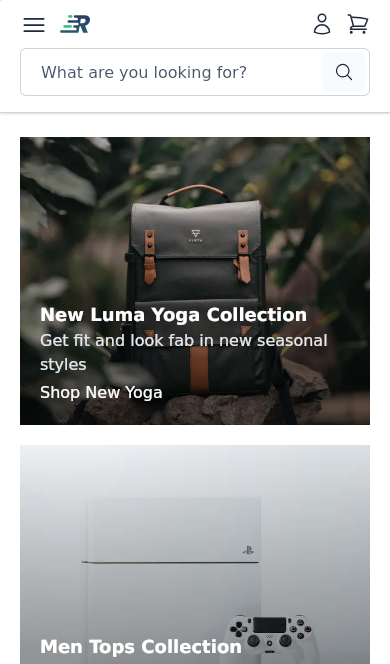 What are you looking for?
New Luma Yoga Collection
Get fit and look fab in new seasonal
styles
Shop New Yoga
Men Tops Collection